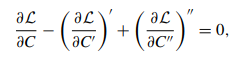 ∂ℒ/∂C − (∂ℒ/∂C′)′ + (∂ℒ/∂C″)″ = 0,